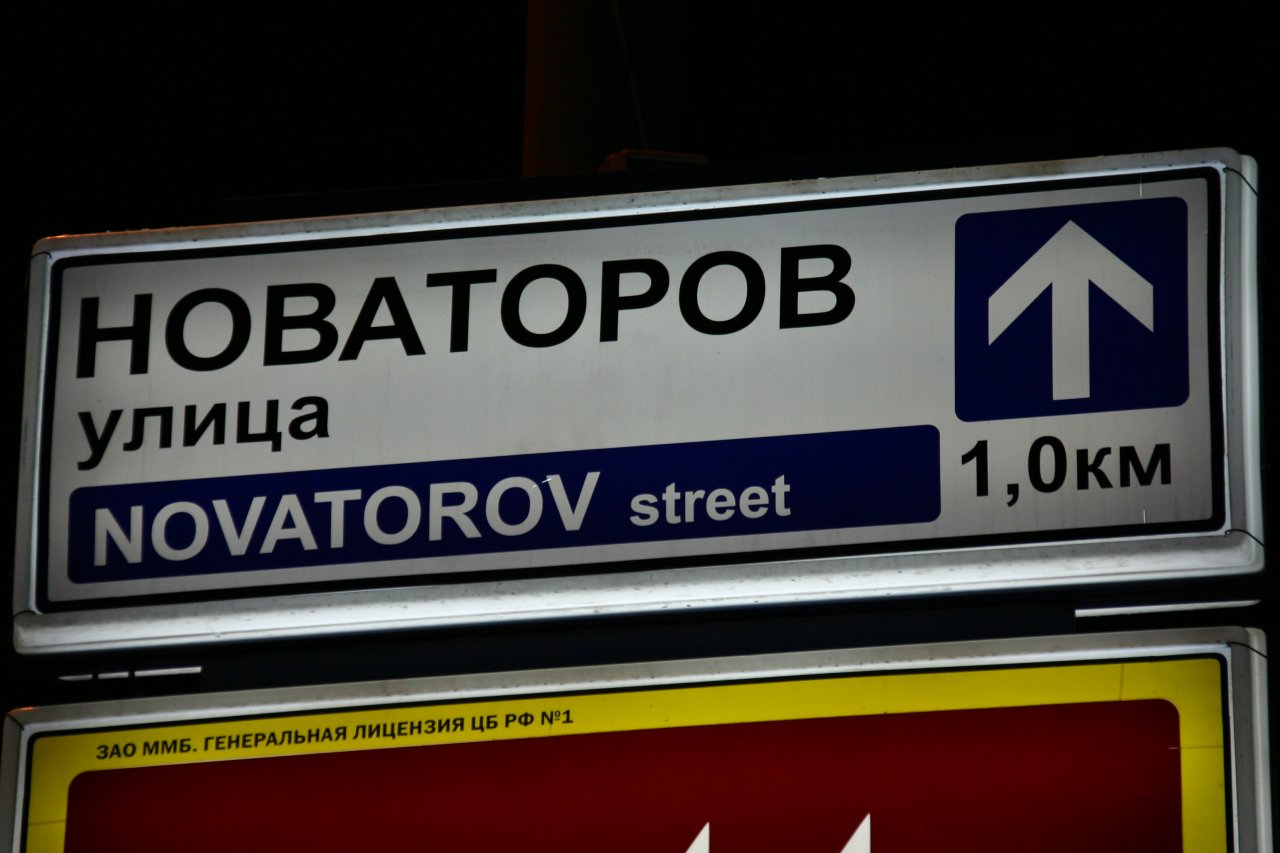 НОВАТОРОВ
улица
NOVATOROV street
1,0км
ЗАО ММБ. ГЕНЕРАЛЬНАЯ ЛИЦЕНЗИЯ ЦБ РФ №1